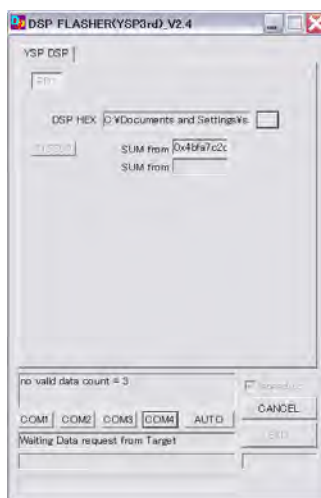 DSP FLASHER(YSP3rd)_V2.4
YSP DSP
DSP HEX C:¥Documents and Settings¥s
SUM from 0x4bfa7c2c
SUM from
no valid data count = 3
COM1 COM2 COM3 COM4 AUTO
CANCEL
Waiting Data request from Target